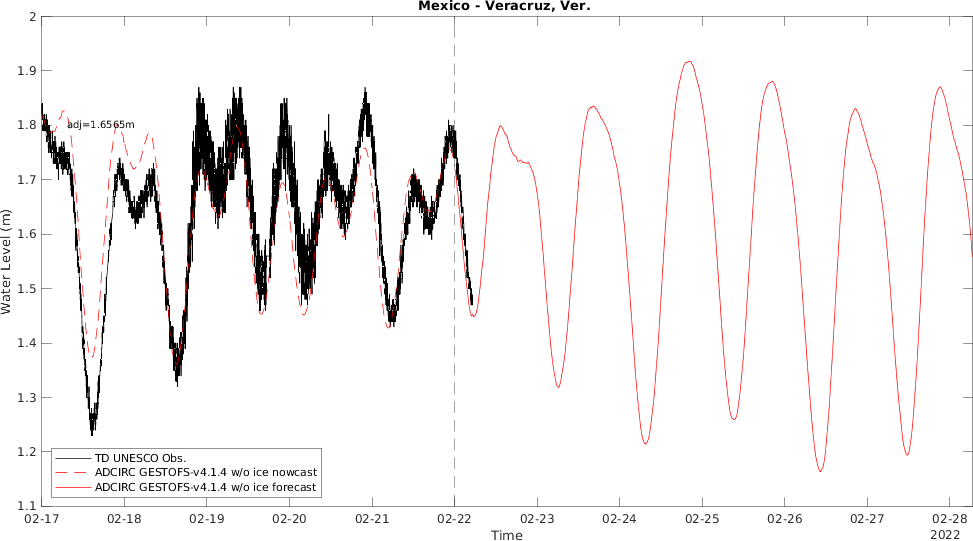 Mexico - Veracruz, Ver.
2
1.9
1.8
1.7
1.6
1.5
1.4
1.3
1.2
1.1
Water Level (m)
adj=1.6565m
TD UNESCO Obs.
ADCIRC GESTOFS-v4.1.4 w/o ice nowcast
ADCIRC GESTOFS-v4.1.4 w/o ice forecast
02-17 02-18 02-19 02-20 02-21 02-22 02-23 02-24 02-25 02-26 02-27 02-28
Time
2022